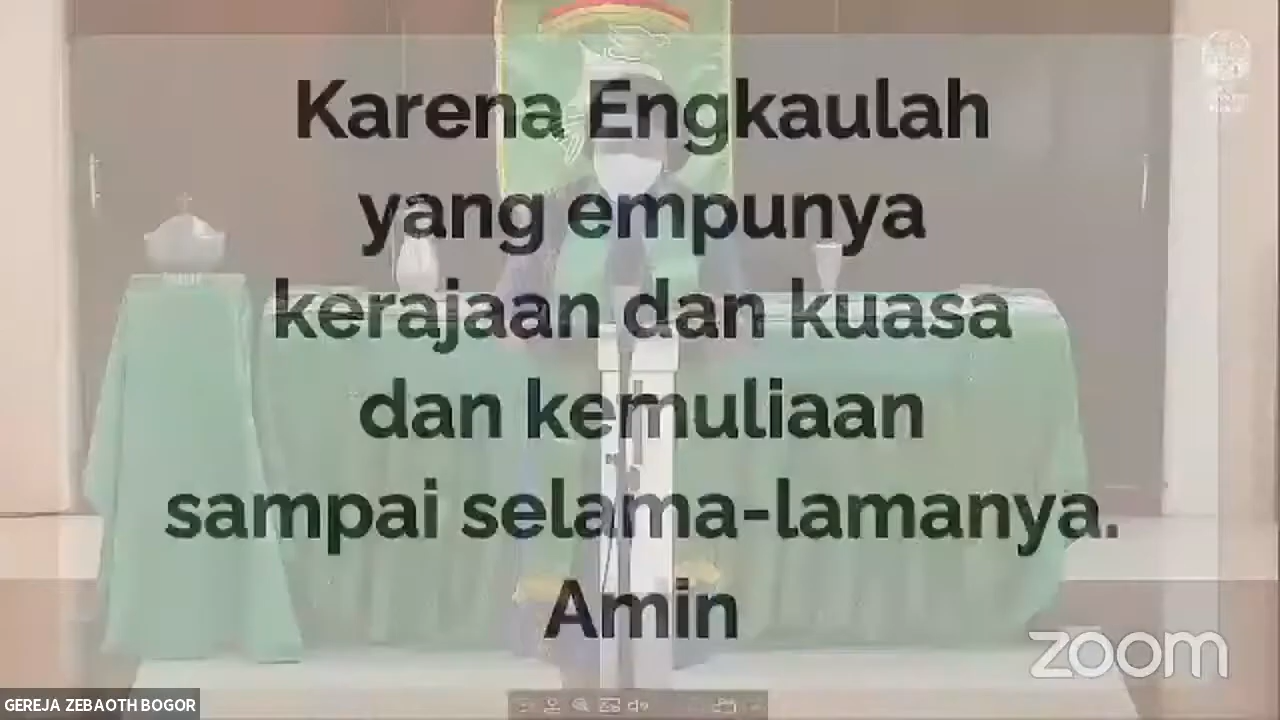 Karena Engkaulah
yang empunya
kerajaan dan kuasa
dan kemuliaan
sampai selama-lamanya.
Amin
zoom
GEREJA ZEBAOTH BOGOR